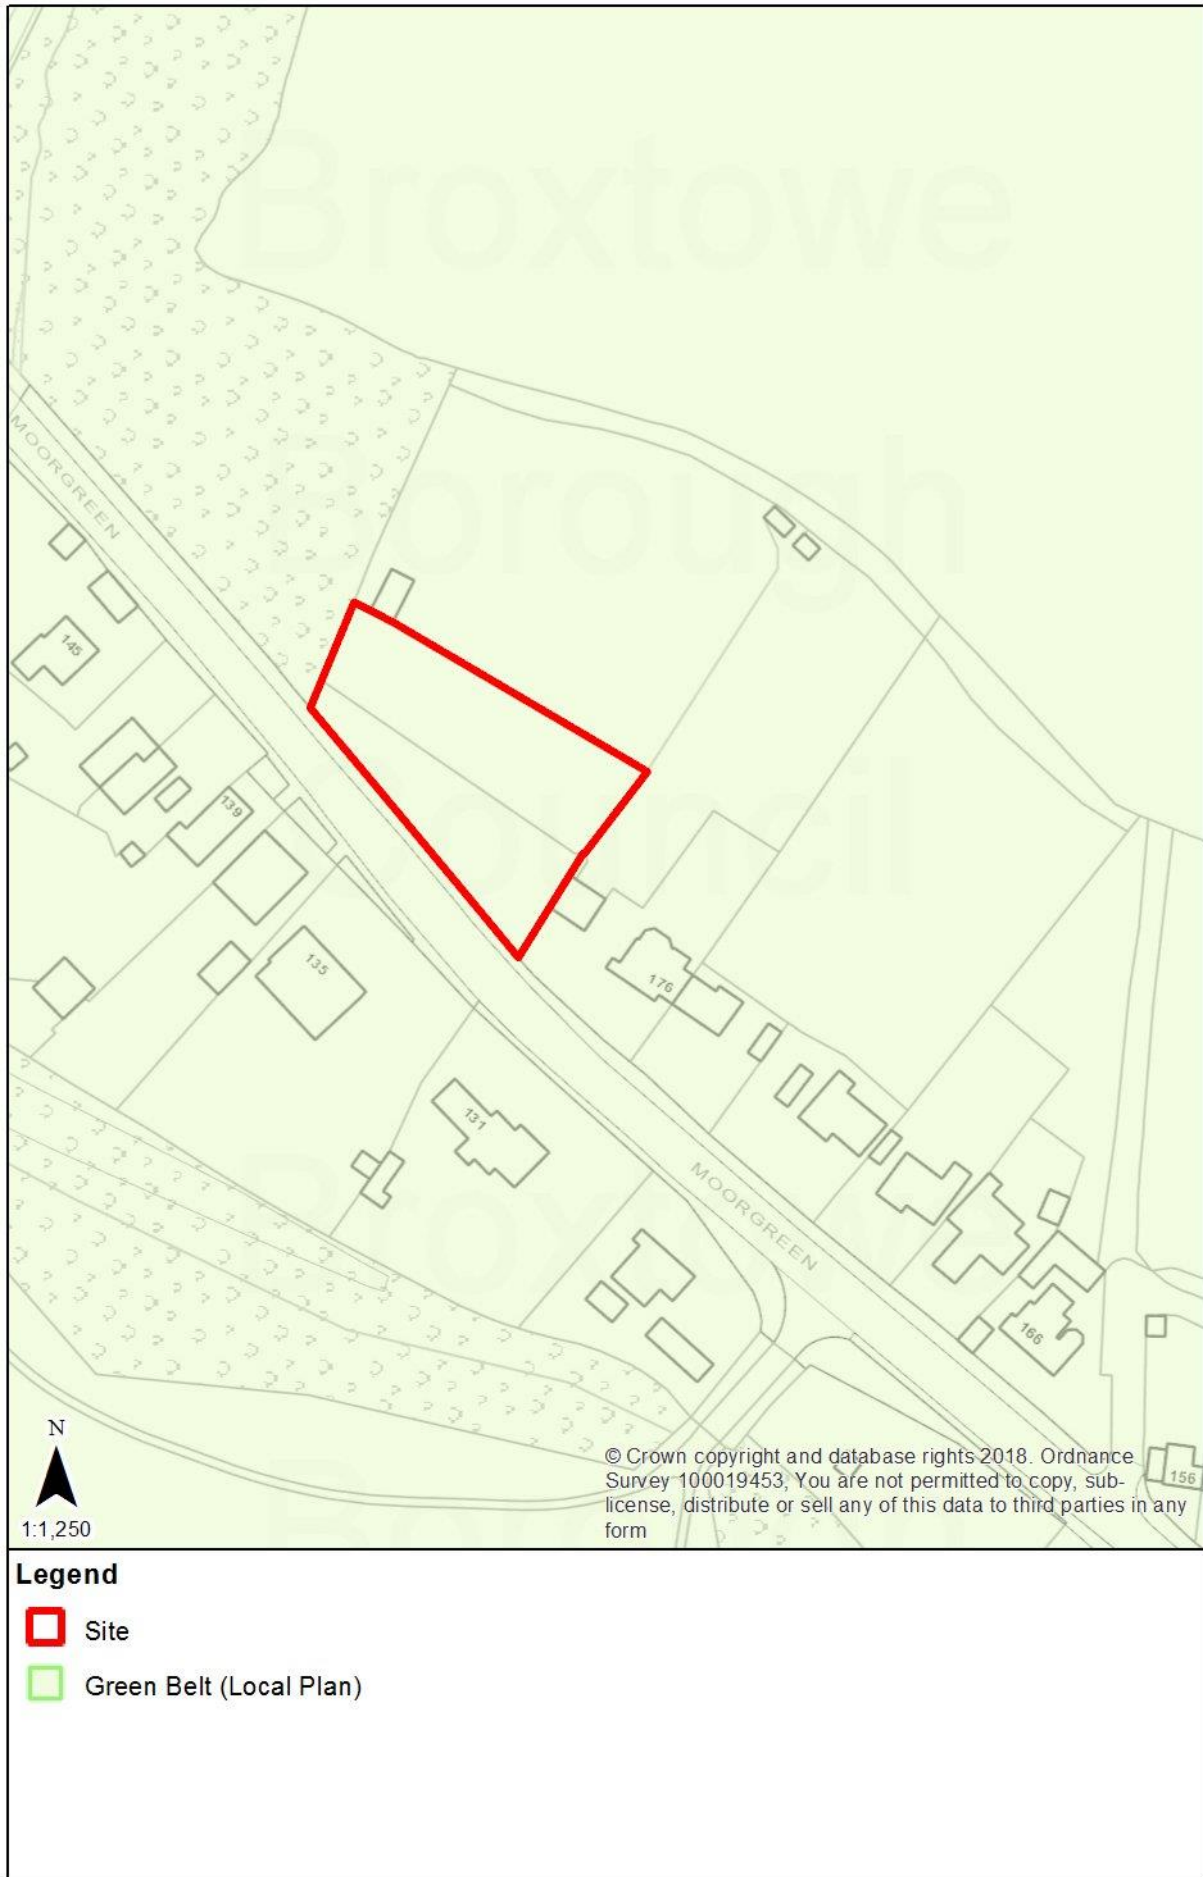 Broxtowe
Borough
Council
MOORGREEN
145
139
135
176
131
Broxtowe
MOORGREEN
166
156
N
1:1,250
© Crown copyright and database rights 2018. Ordnance
Survey 100019453, You are not permitted to copy, sub-
license, distribute or sell any of this data to third parties in any
form
Legend
Site
Green Belt (Local Plan)